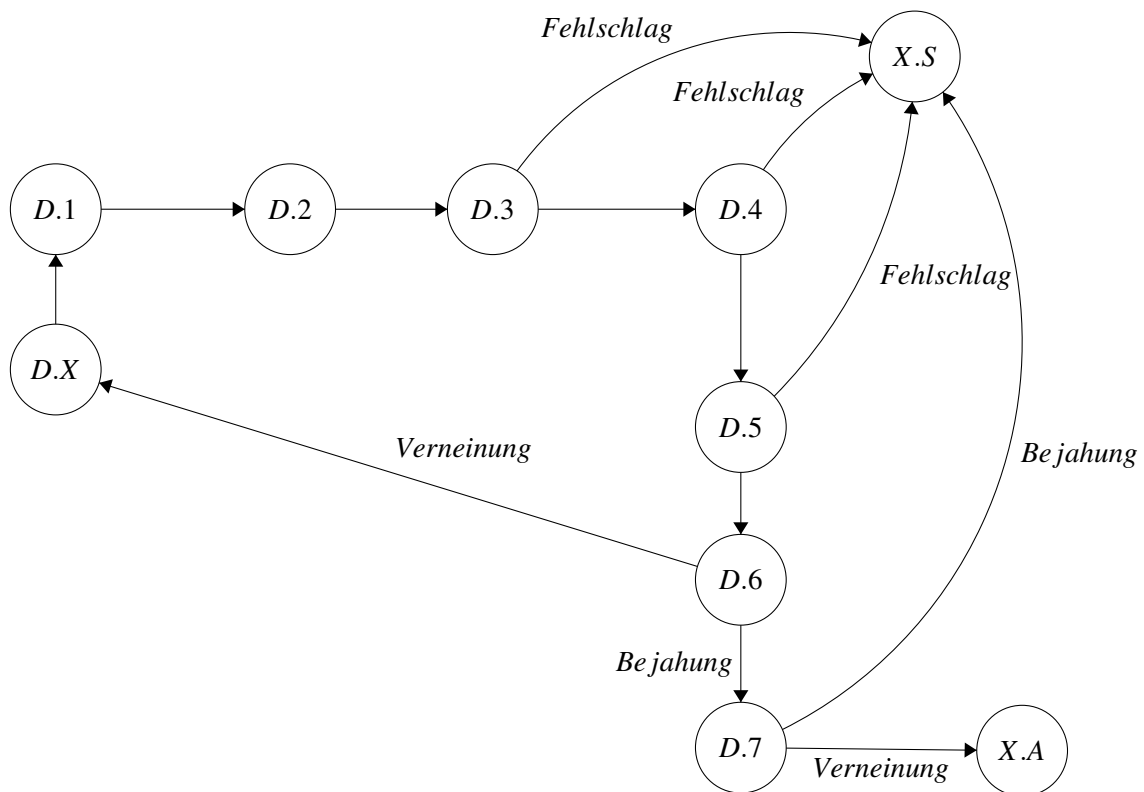 Fehlschlag
X.S
Fehlschlag
D.1
D.2
D.3
D.4
Fehlschlag
D.X
D.5
Verneinung
Bejahung
D.6
Bejahung
D.7
X.A
Verneinung